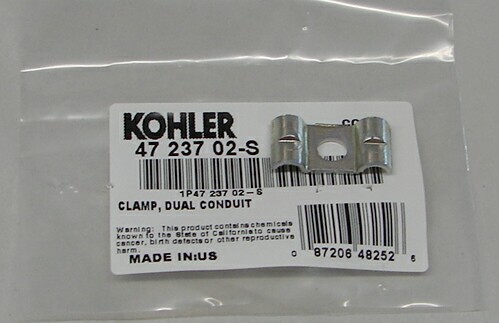 KOHLER
47 237 02-S
1P47 237 02-S
CLAMP, DUAL CONDUIT
Warning: This product contains chemicals
known to the State of California to cause
cancer, birth defects or other reproductive
harm.
MADE IN:US
0 87206 48252 6